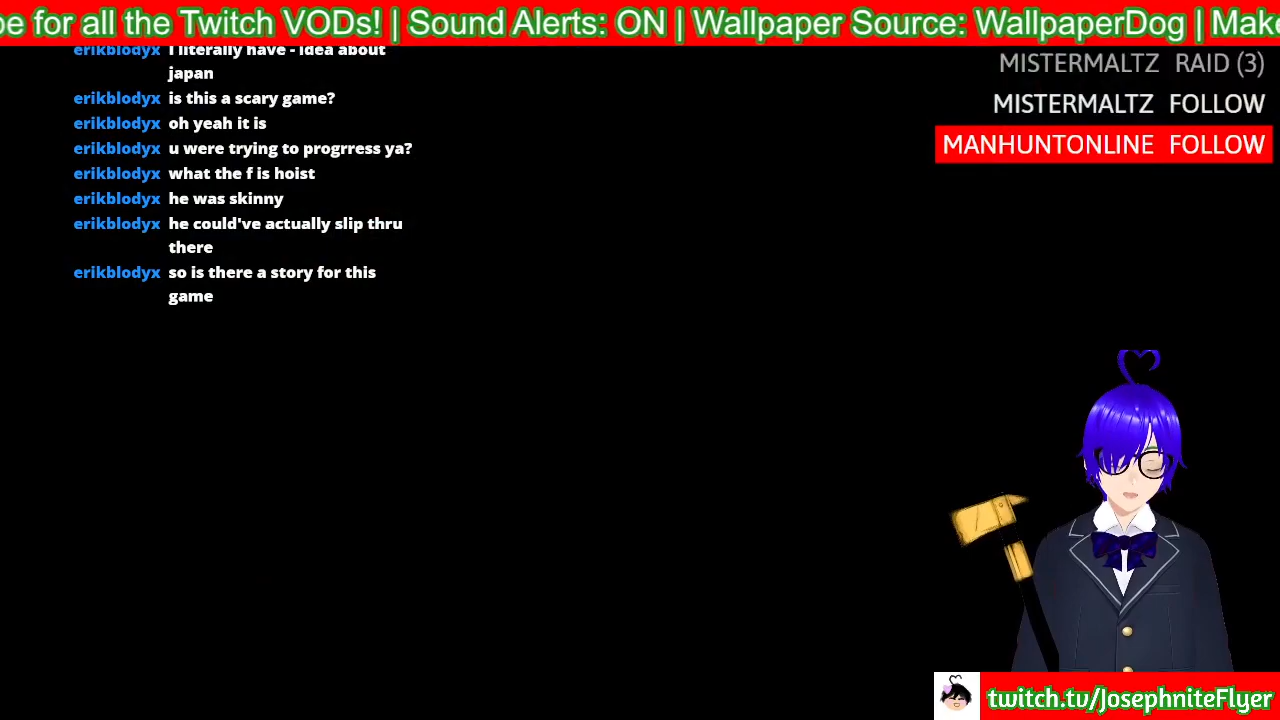 oe for all the Twitch VODs! | Sound Alerts: ON | Wallpaper Source: WallpaperDog | Make
erikblodyx I literally have - idea about
japan
erikblodyx is this a scary game?
erikblodyx oh yeah it is
erikblodyx u were trying to progrress ya?
erikblodyx what the f is hoist
erikblodyx he was skinny
erikblodyx he could've actually slip thru
there
erikblodyx so is there a story for this
game
MISTERMALTZ RAID (3)
MISTERMALTZ FOLLOW
MANHUNTONLINE FOLLOW
twitch.tv/JosephniteFlyer